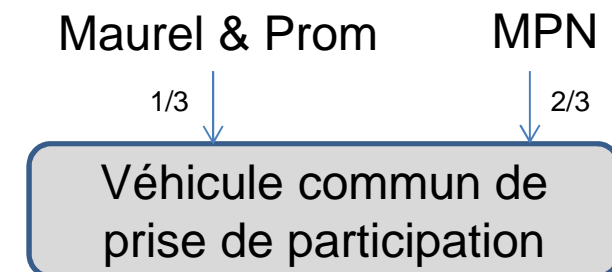 Maurel & Prom MPN
1/3 2/3
Véhicule commun de
prise de participation